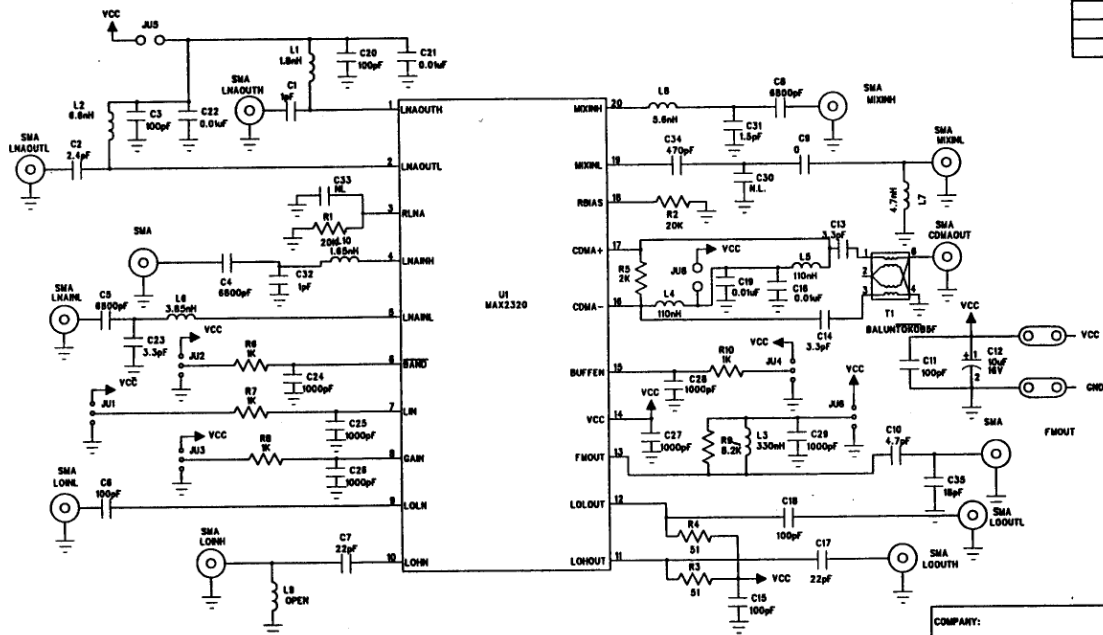 VCC
JU5
L1
1.8nH
C20
100pF
C21
0.01uF
SMA
LNAOUTH
C1
1pF
L2
6.8nH
C3
100pF
C22
0.01uF
SMA
LNAOUTL
C2
2.4pF
1
LNAOUTH
2
LNAOUTL
C33
NL
R1
20K
3
RLNA
SMA
L10
1.65nH
4
LNAINH
C4
6800pF
C32
1pF
SMA
LNAINL
C5
6800pF
L6
3.85nH
5
LNAINL
C23
3.3pF
VCC
JU2
R6
1K
6
BAND
C24
1000pF
VCC
JU1
R7
1K
7
LIN
C25
1000pF
VCC
JU3
R8
1K
8
GAIN
C26
1000pF
SMA
LOINL
C6
100pF
9
LOLN
SMA
LOINH
C7
22pF
10
LOHN
L9
OPEN
U1
MAX2320
MIXINH
20
L8
5.6nH
C8
6800pF
SMA
MIXINH
C31
1.5pF
MIXINL
19
C34
470pF
C9
0
SMA
MIXINL
C30
N.L.
4.7nH
L7
RBIAS
18
R2
20K
CDMA+
17
C13
3.3pF
SMA
CDMAOUT
VCC
JU8
R5
2K
L5
110nH
C19
0.01uF
C16
0.01uF
1
2
3
6
4
T1
CDMA-
16
L4
110nH
C14
3.3pF
VCC
C11
100pF
1
C12
10uF
16V
2
VCC
GND
BUFFEN
15
R10
1K
VCC
JU4
C28
1000pF
VCC
VCC
JU6
VCC
14
C27
1000pF
R9
8.2K
L3
330nH
C29
1000pF
FMOUT
13
C10
4.7pF
SMA
FMOUT
C35
18pF
LOLOUT
12
C18
100pF
SMA
LOOUTL
R4
51
LOHOUT
11
C17
22pF
SMA
LOOUTH
R3
51
VCC
C15
100pF
COMPANY: